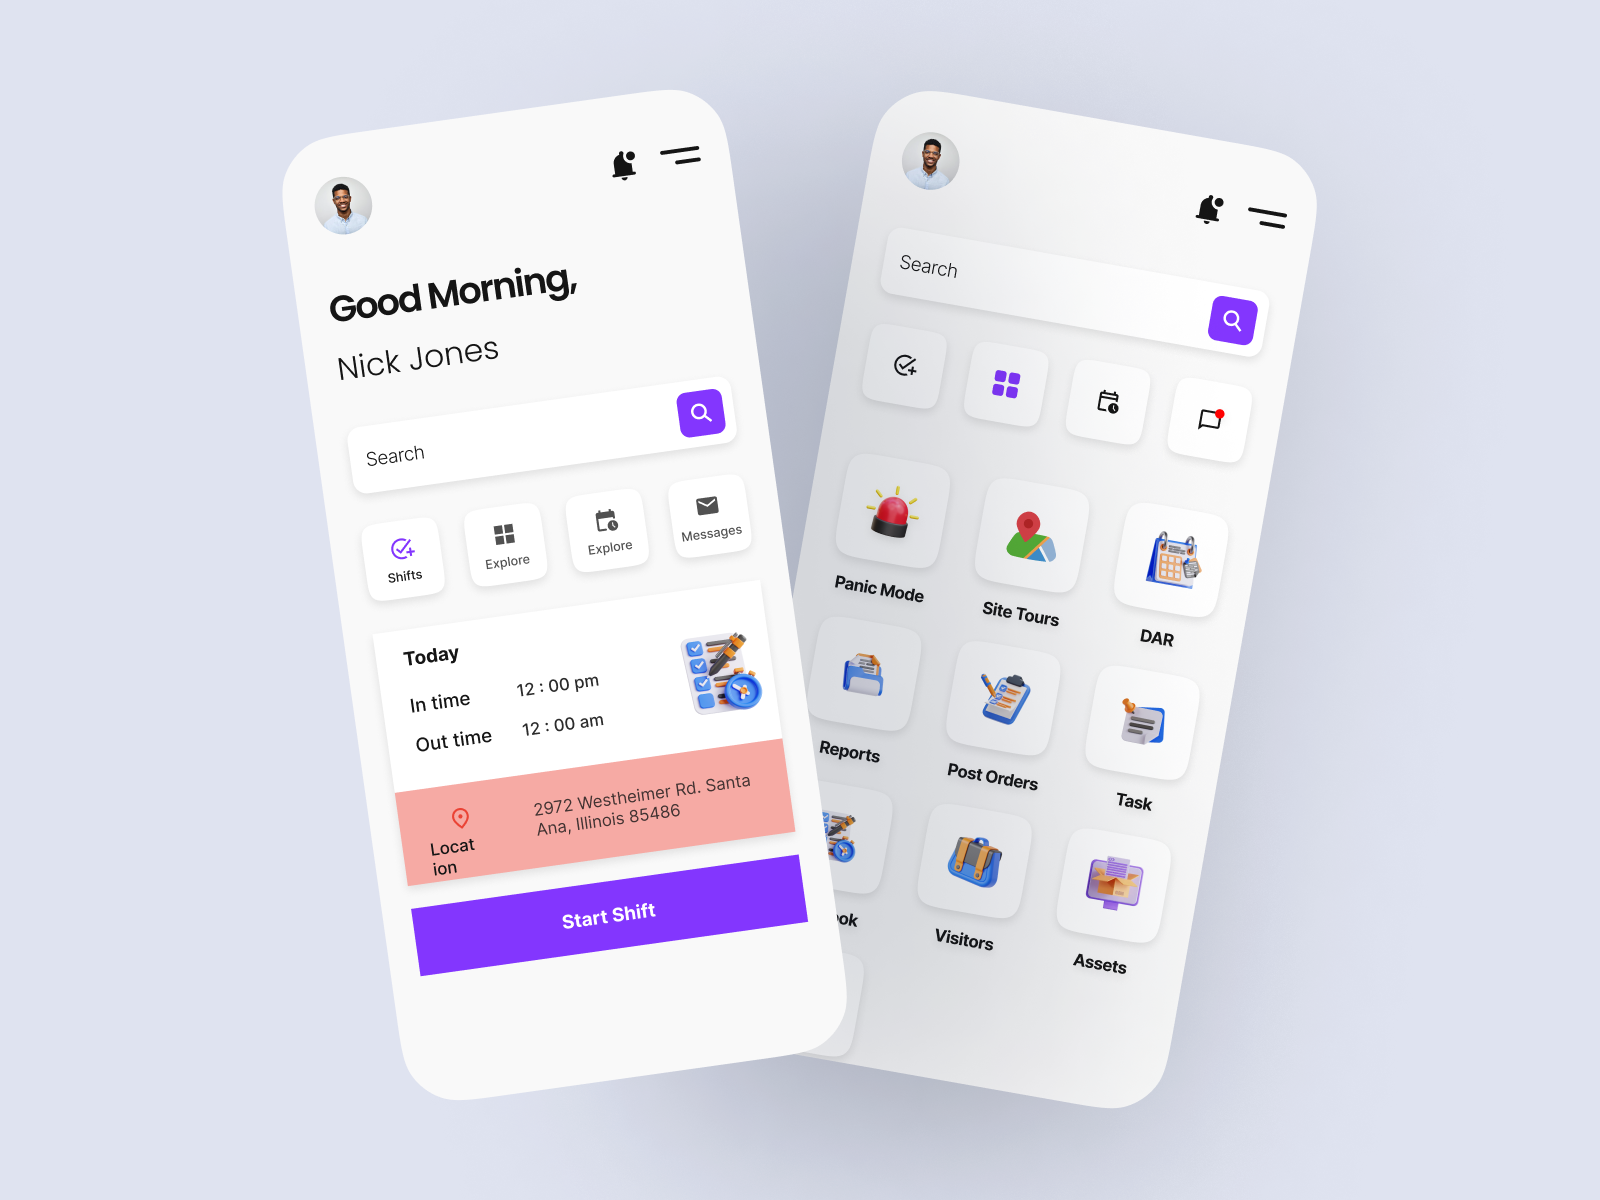 Good Morning,
Nick Jones
Search
Shifts
Explore
Explore
Messages
Today
In time
12 : 00 pm
Out time
12 : 00 am
Locat
ion
2972 Westheimer Rd. Santa
Ana, Illinois 85486
Start Shift
Search
Panic Mode
Site Tours
DAR
Reports
Post Orders
Task
ok
Visitors
Assets